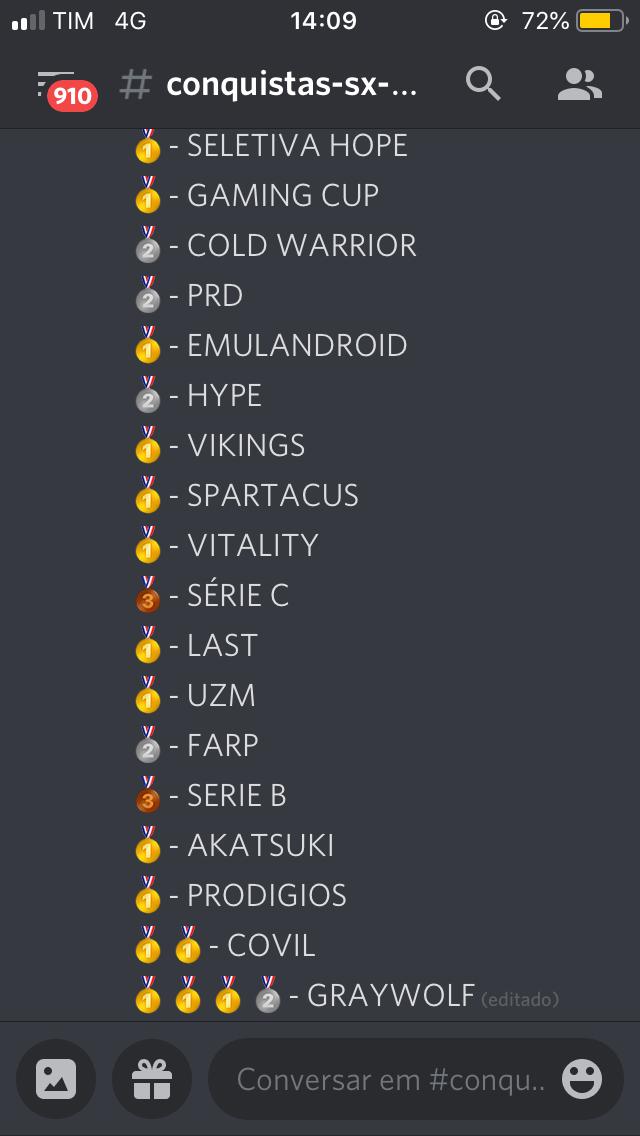 TIM 4G 14:09 72%
910 # conquistas-sx-...
🥇 - SELETIVA HOPE
🥇 - GAMING CUP
🥈 - COLD WARRIOR
🥈 - PRD
🥇 - EMULANDROID
🥈 - HYPE
🥇 - VIKINGS
🥇 - SPARTACUS
🥇 - VITALITY
🥉 - SÉRIE C
🥇 - LAST
🥇 - UZM
🥈 - FARP
🥉 - SERIE B
🥇 - AKATSUKI
🥇 - PRODIGIOS
🥇 🥇 - COVIL
🥇 🥇 🥇 🥈 - GRAYWOLF (editado)
Conversar em #conqu..